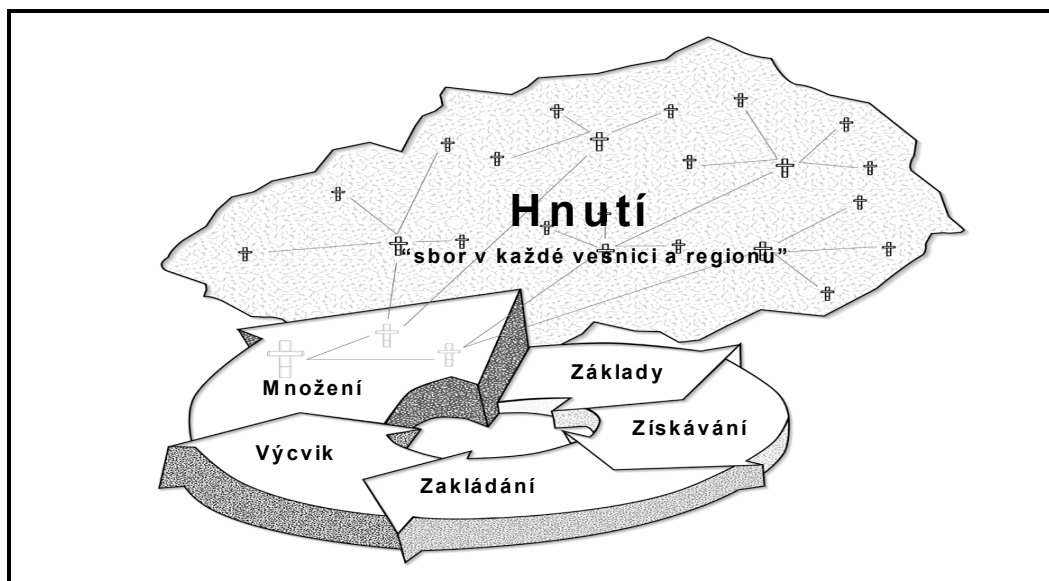 Hnutí
“sbor v každé vesnici a regionu”
Množení
Základy
Získávání
Výcvik
Zakládání